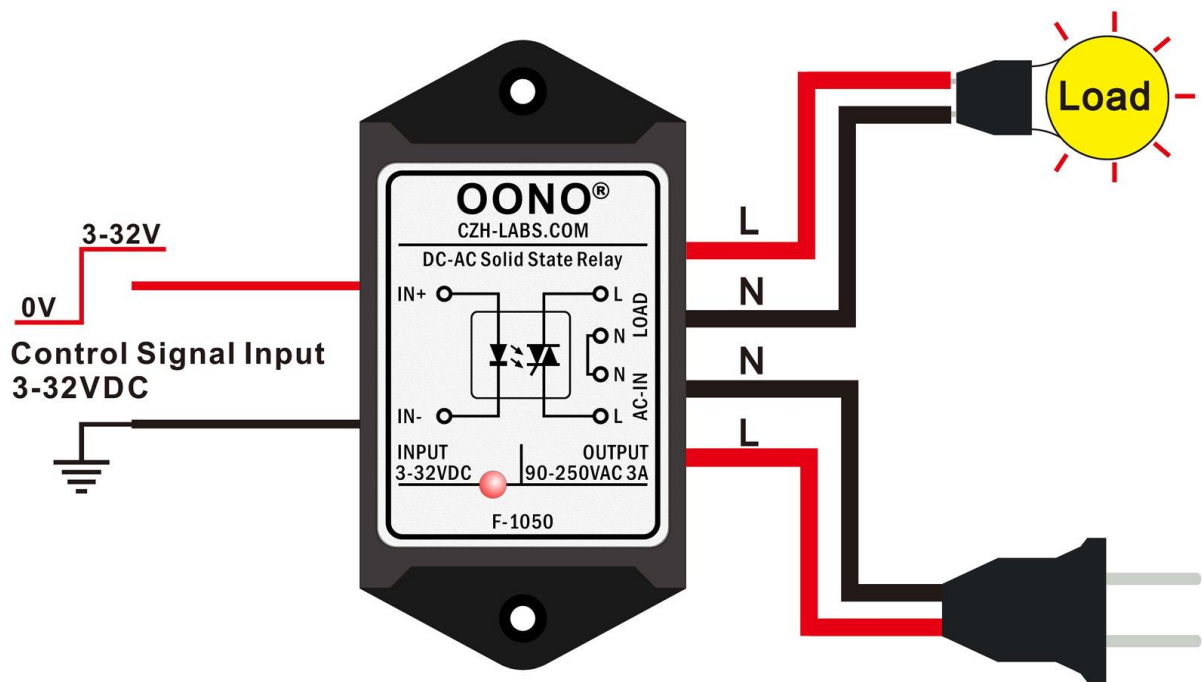 3-32V
0V
Control Signal Input
3-32VDC
OONO®
CZH-LABS.COM
DC-AC Solid State Relay
IN+
L
N
LOAD
N
AC-IN
IN-
L
INPUT
3-32VDC
OUTPUT
90-250VAC 3A
F-1050
L
N
N
L
Load